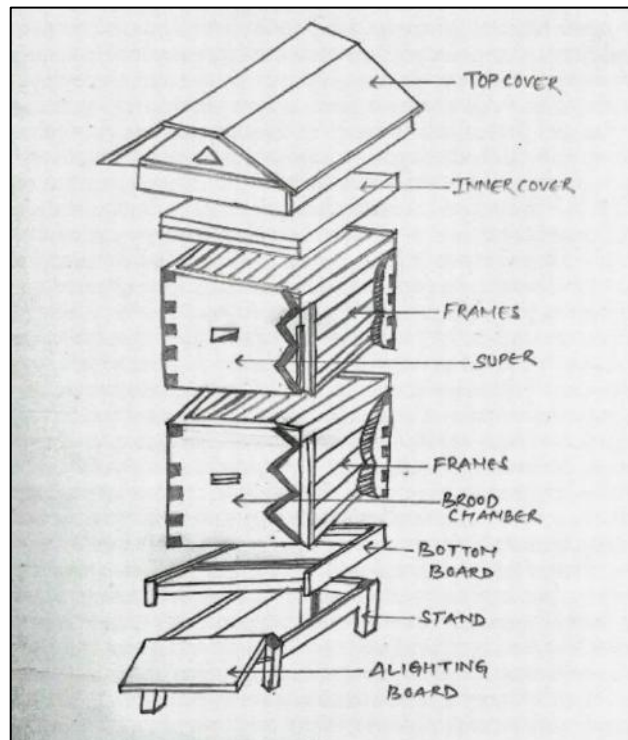 TOP COVER
INNER COVER
FRAMES
SUPER
FRAMES
BROOD
CHAMBER
BOTTOM
BOARD
STAND
ALIGHTING
BOARD